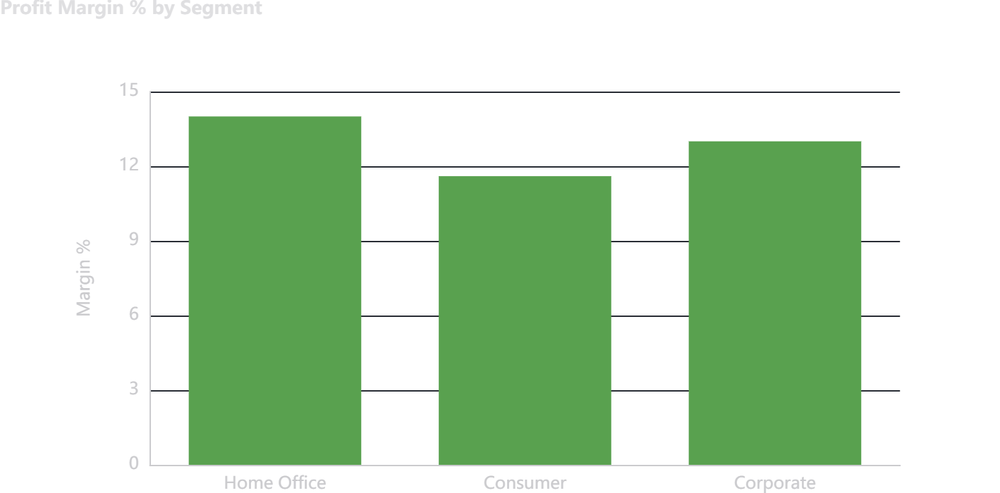 Profit Margin % by Segment
15
12
9
6
3
0
Margin %
Home Office
Consumer
Corporate